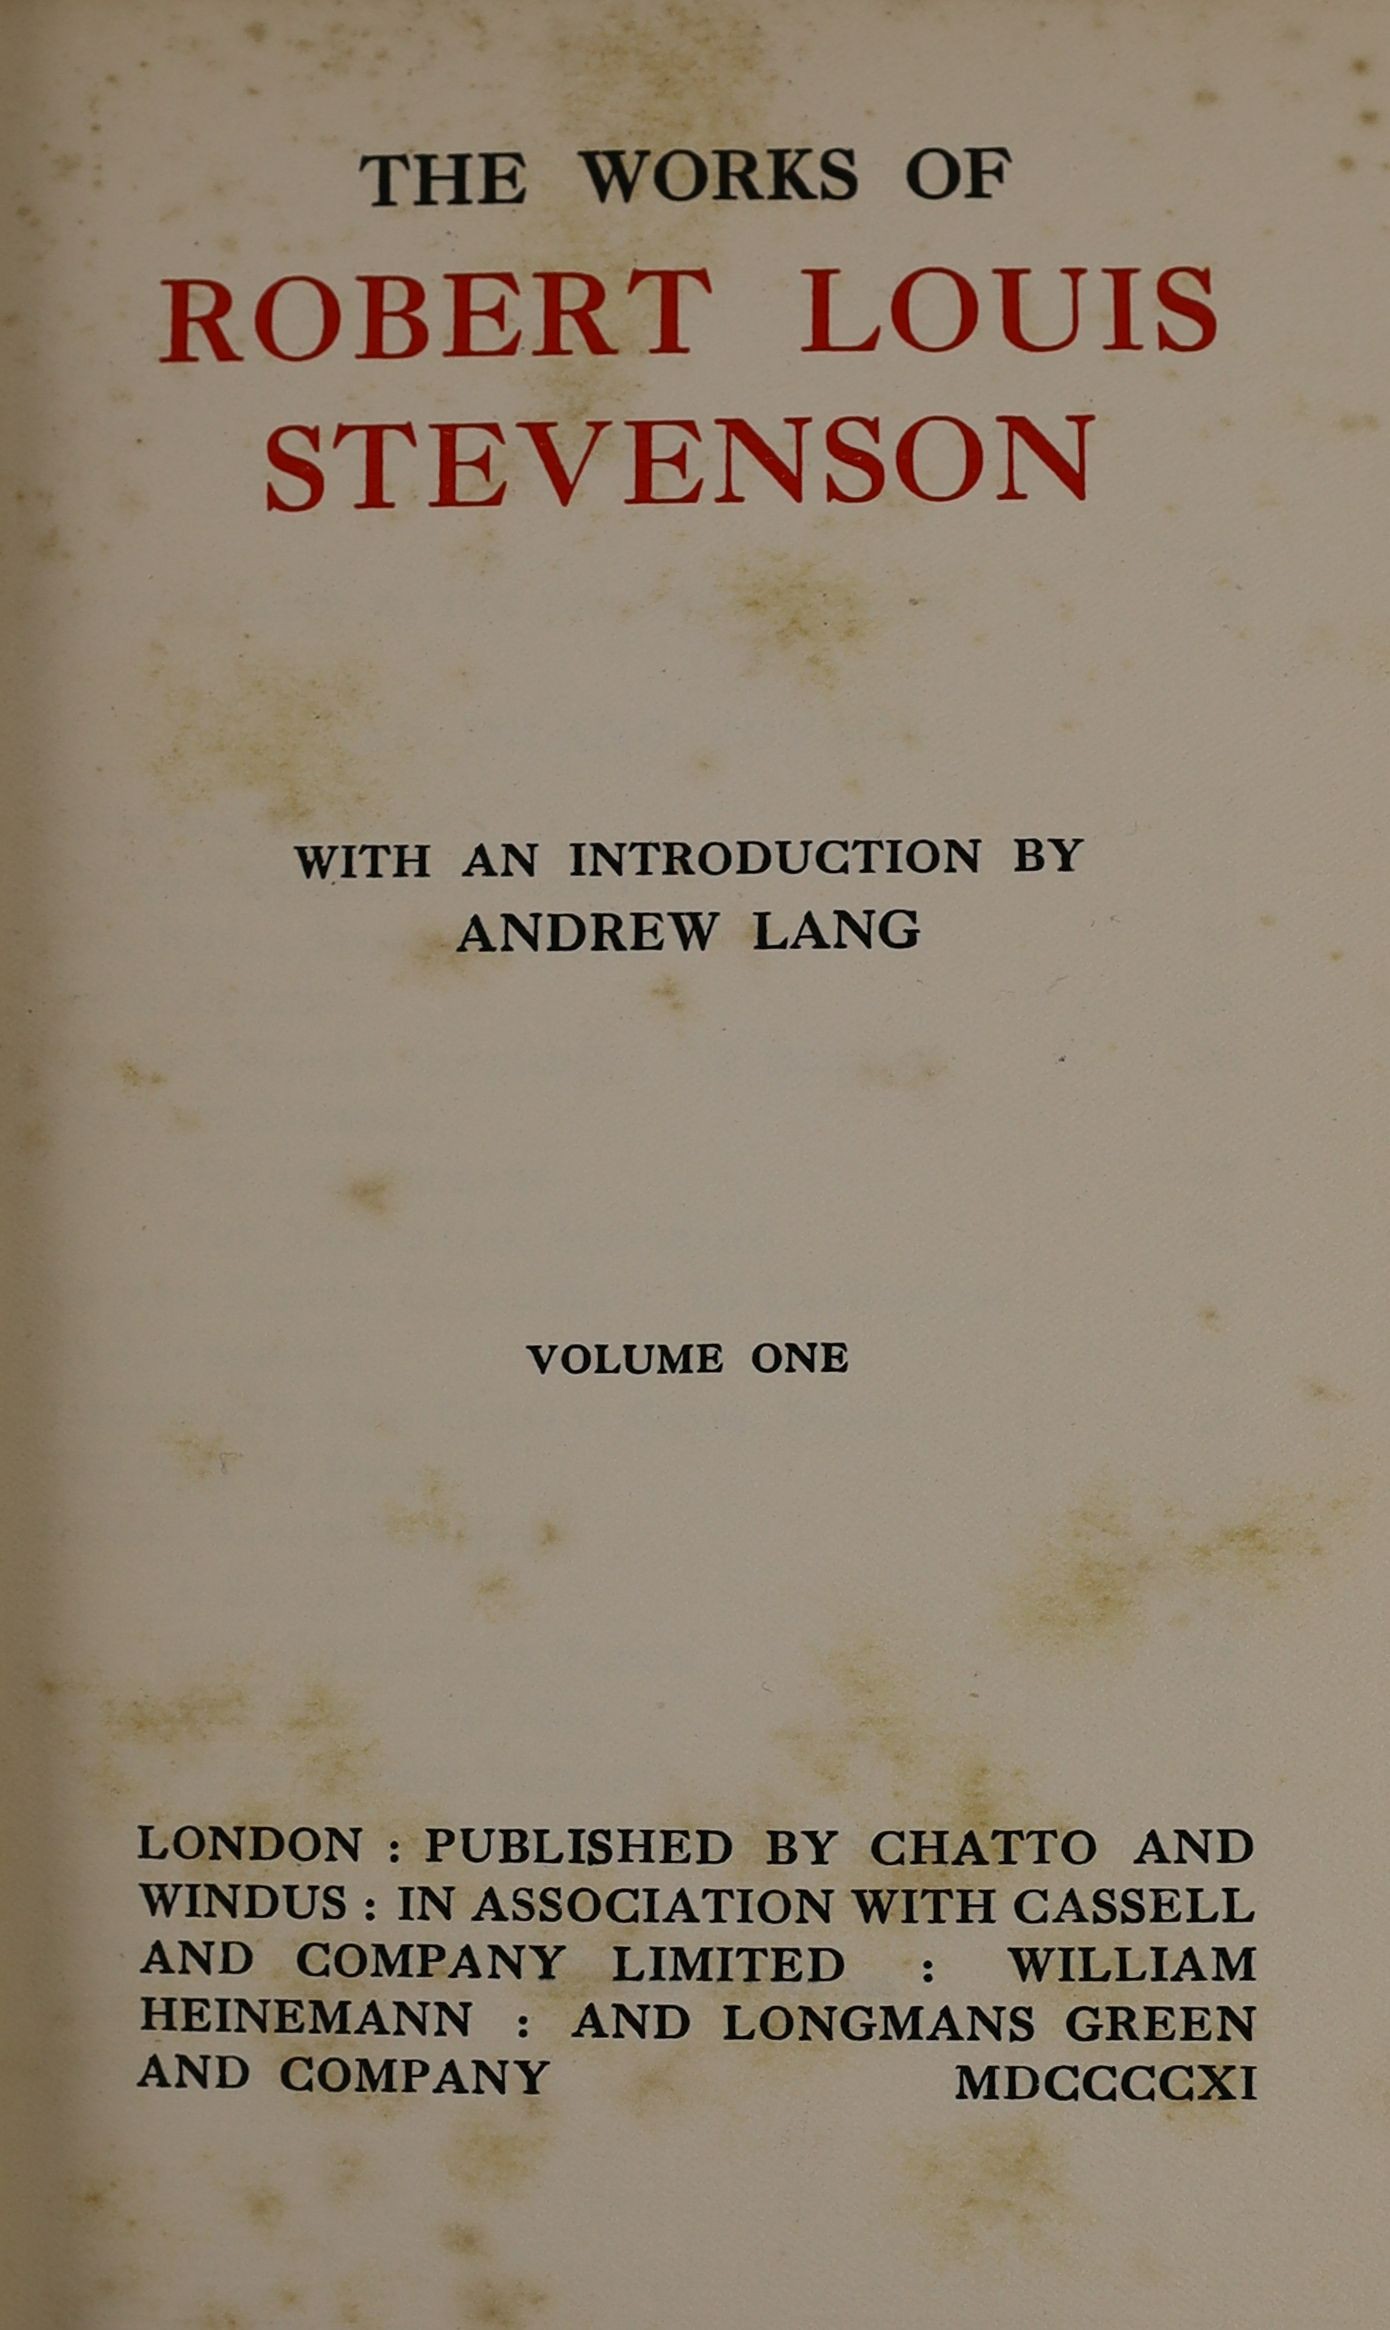 THE WORKS OF
ROBERT LOUIS
STEVENSON
WITH AN INTRODUCTION BY
ANDREW LANG
VOLUME ONE
LONDON : PUBLISHED BY CHATTO AND
WINDUS : IN ASSOCIATION WITH CASSELL
AND COMPANY LIMITED : WILLIAM
HEINEMANN : AND LONGMANS GREEN
AND COMPANY MDCCCCXI